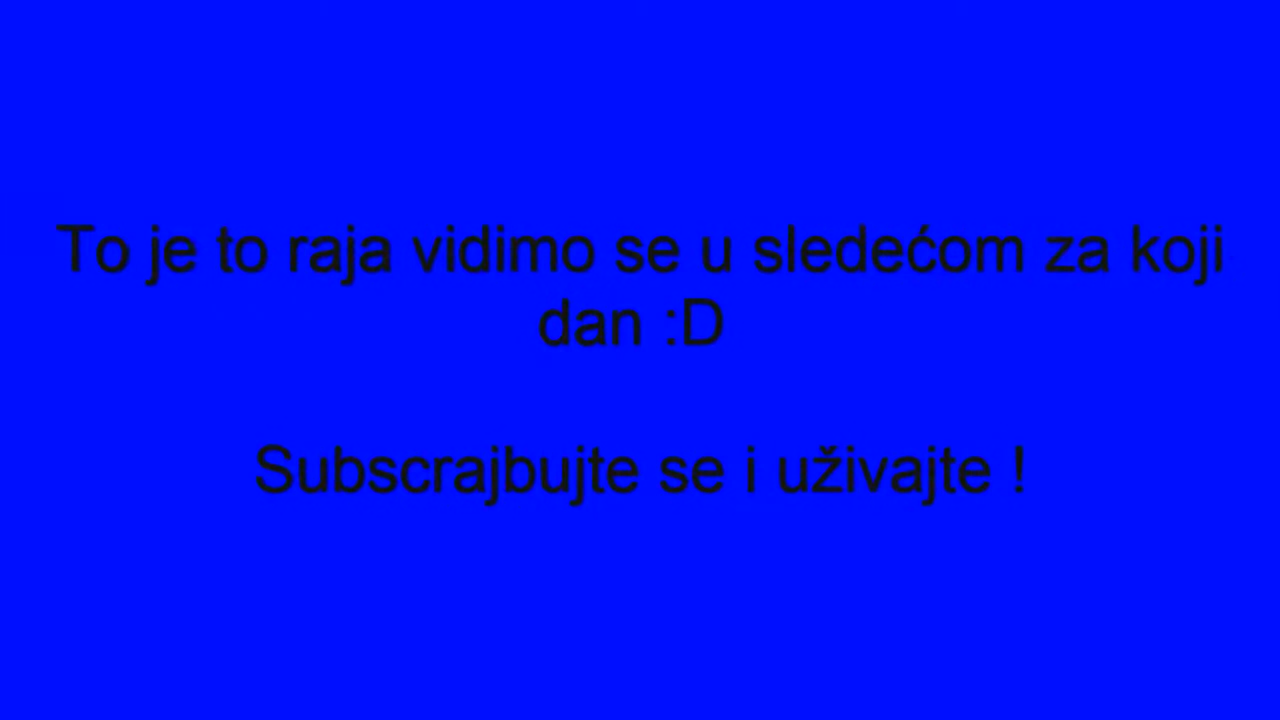 To je to raja vidimo se u sledećom za koji
dan :D
Subscrajbujte se i uživajte !